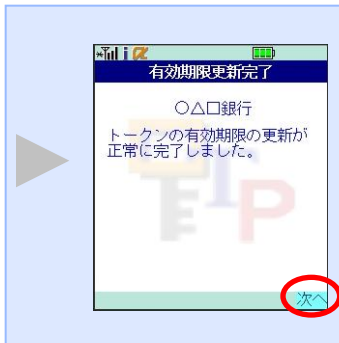 有効期限更新完了
○△□銀行
トークンの有効期限の更新が
正常に完了しました。
次へ